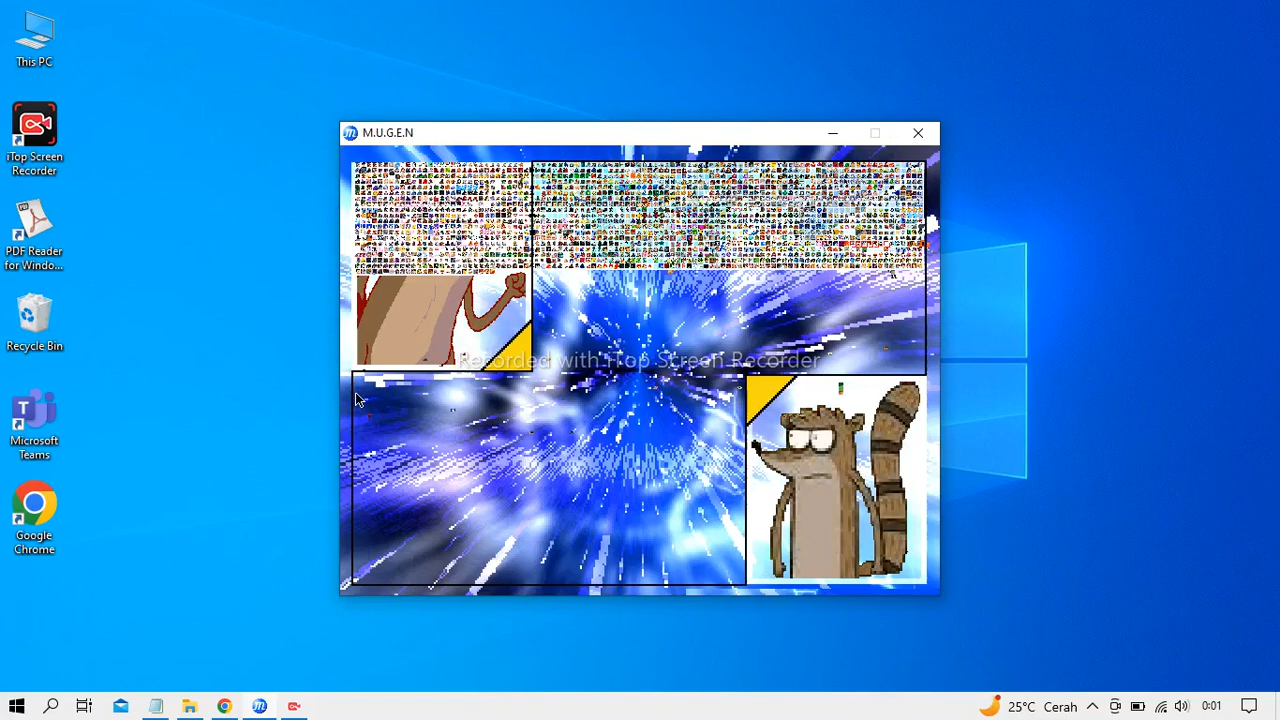 This PC
iTop Screen
Recorder
PDF Reader
for Windo...
Recycle Bin
Microsoft
Teams
Google
Chrome
M.U.G.E.N
Recorded with iTop Screen Recorder
25°C Cerah
0:01